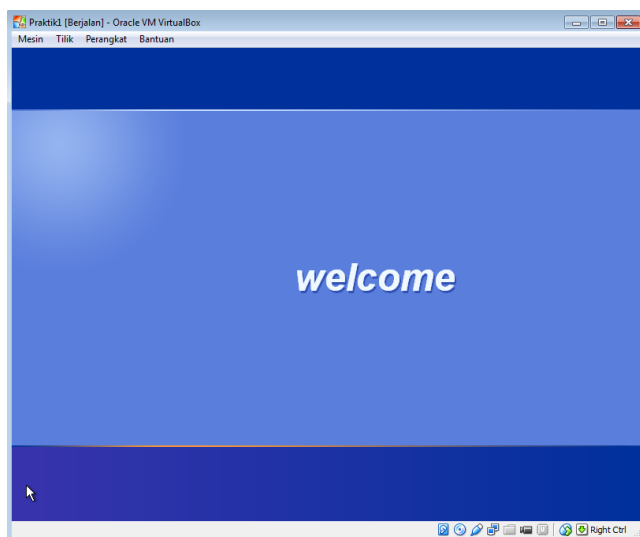 Praktik1 [Berjalan] - Oracle VM VirtualBox
Mesin Tilik Perangkat Bantuan
welcome
Right Ctrl